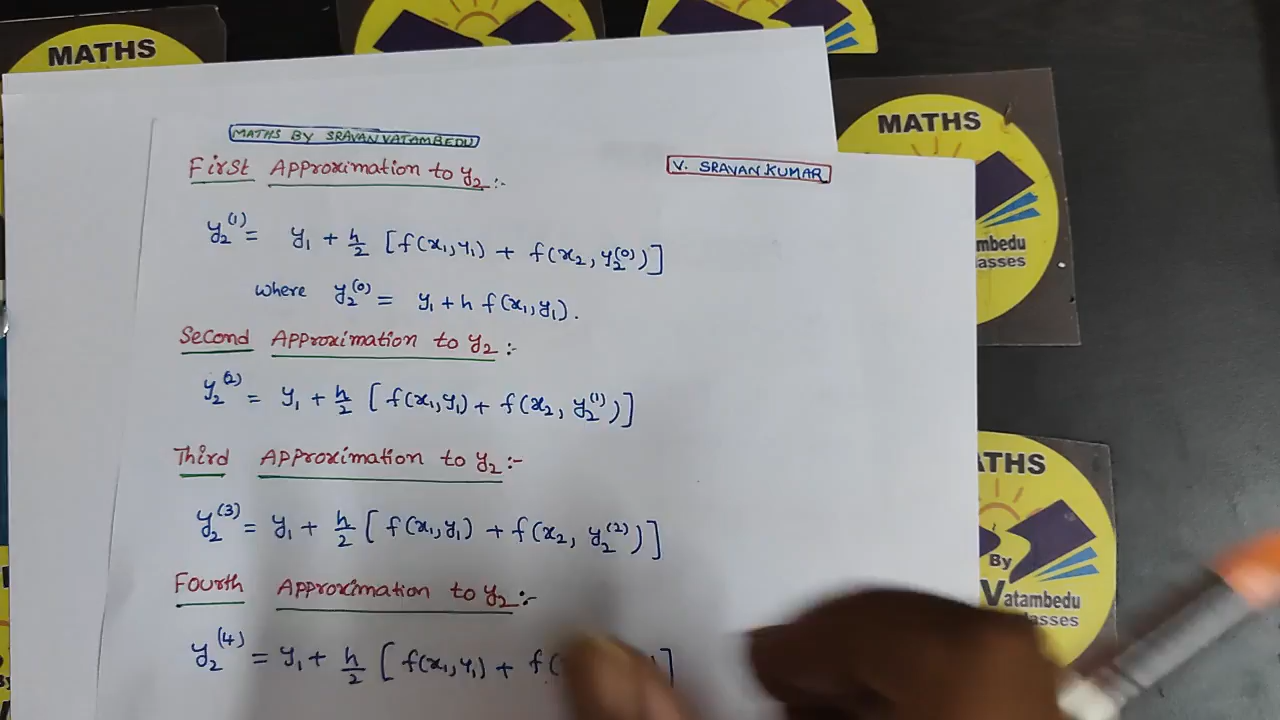 MATHS
MATHS BY SRAVAN VATAMBEDU
V. SRAVAN KUMAR
First Approximation to y₂ :-
y₂⁽¹⁾ = y₁ + h/2 [f(x₁,y₁) + f(x₂, y₂⁽⁰⁾)]
where y₂⁽⁰⁾ = y₁ + h f(x₁,y₁).
Second Approximation to y₂ :-
y₂⁽²⁾ = y₁ + h/2 [f(x₁,y₁) + f(x₂, y₂⁽¹⁾)]
Third Approximation to y₂ :-
y₂⁽³⁾ = y₁ + h/2 [f(x₁,y₁) + f(x₂, y₂⁽²⁾)]
Fourth Approximation to y₂ :-
y₂⁽⁴⁾ = y₁ + h/2 [f(x₁,y₁) + f( )]
MATHS
By
Vatambedu